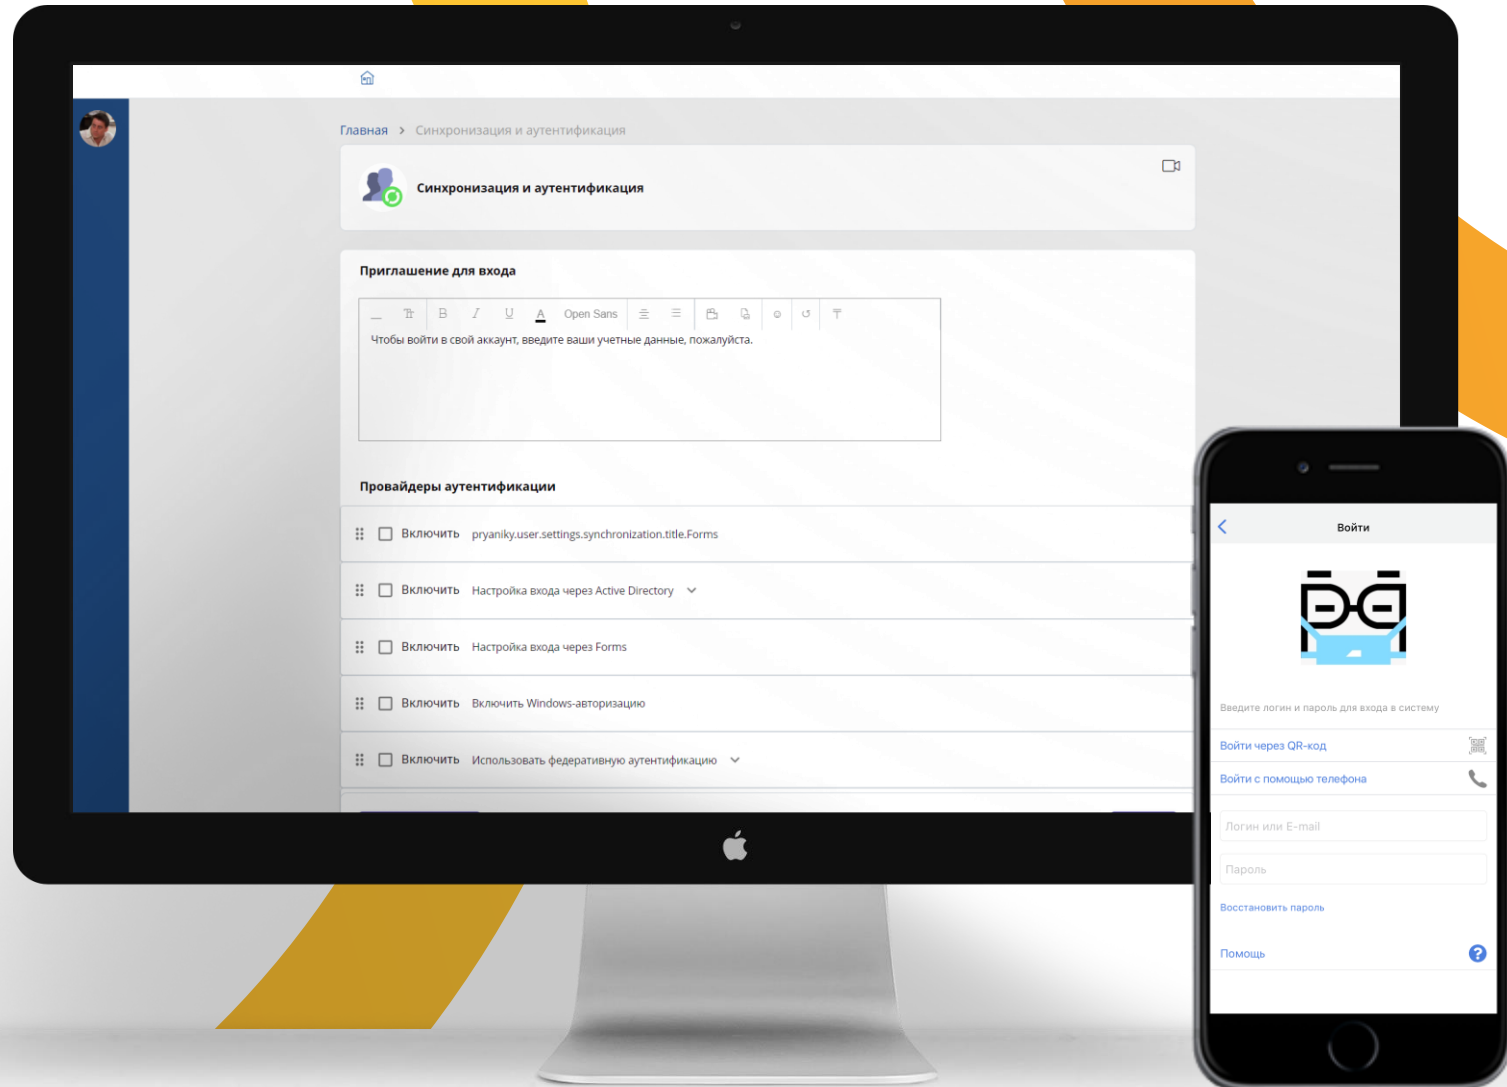 Главная > Синхронизация и аутентификация
Синхронизация и аутентификация
Приглашение для входа
Tr B I U A Open Sans
Чтобы войти в свой аккаунт, введите ваши учетные данные, пожалуйста.
Провайдеры аутентификации
Включить pryaniky.user.settings.synchronization.title.Forms
Включить Настройка входа через Active Directory
Включить Настройка входа через Forms
Включить Включить Windows-авторизацию
Включить Использовать федеративную аутентификацию
Войти
Введите логин и пароль для входа в систему
Войти через QR-код
Войти с помощью телефона
Логин или E-mail
Пароль
Восстановить пароль
Помощь